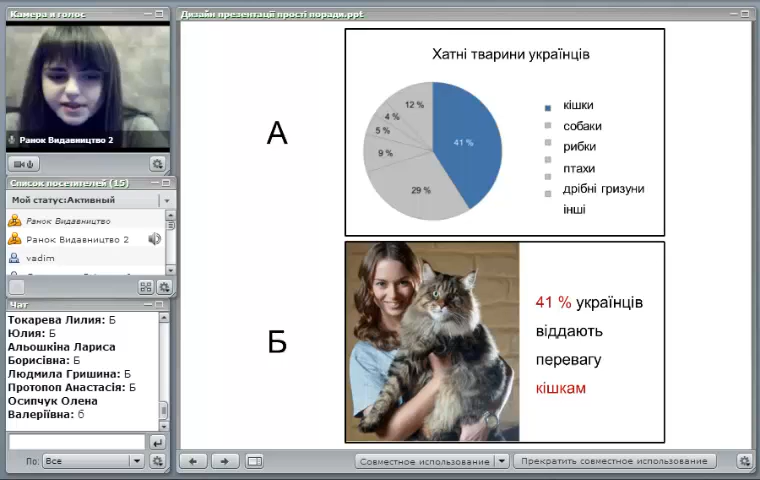 Камера и голос
Ранок Видавництво 2
Список посетителей (15)
Мой статус:Активный
Ранок Видавництво
Ранок Видавництво 2
vadim
Чат
Токарева Лилия: Б
Юлия: Б
Альошкіна Лариса
Борисівна: Б
Людмила Гришина: Б
Протопоп Анастасія: Б
Осипчук Олена
Валеріївна: б
По:
Все
Дизайн презентації прості поради.ppt
А
Хатні тварини українців
12 %
4 %
5 %
9 %
29 %
41 %
кішки
собаки
рибки
птахи
дрібні гризуни
інші
Б
41 % українців
віддають
перевагу
кішкам
Совместное использование
Прекратить совместное использование